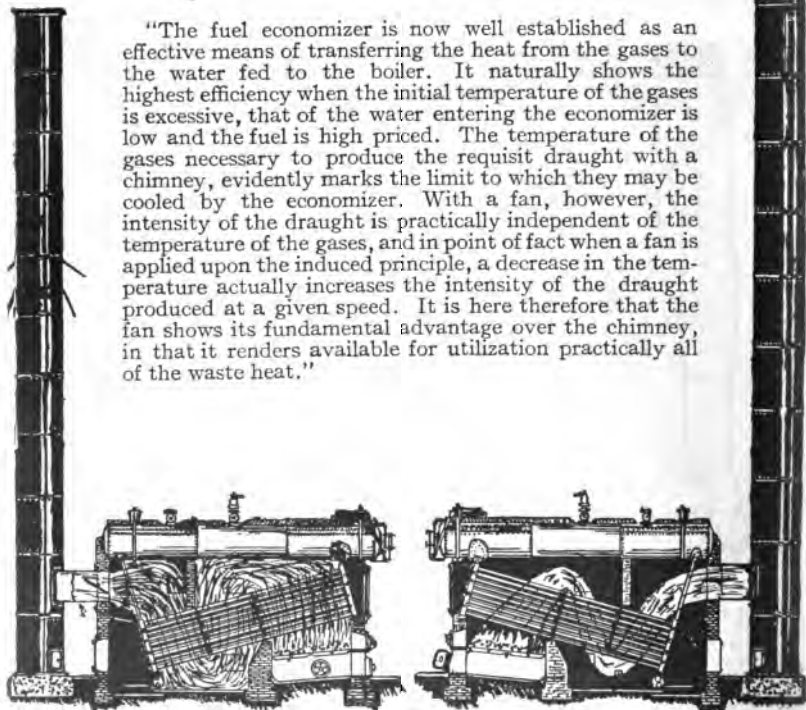 "The fuel economizer is now well established as an
effective means of transferring the heat from the gases to
the water fed to the boiler. It naturally shows the
highest efficiency when the initial temperature of the gases
is excessive, that of the water entering the economizer is
low and the fuel is high priced. The temperature of the
gases necessary to produce the requisit draught with a
chimney, evidently marks the limit to which they may be
cooled by the economizer. With a fan, however, the
intensity of the draught is practically independent of the
temperature of the gases, and in point of fact when a fan is
applied upon the induced principle, a decrease in the tem-
perature actually increases the intensity of the draught
produced at a given speed. It is here therefore that the
fan shows its fundamental advantage over the chimney,
in that it renders available for utilization practically all
of the waste heat."